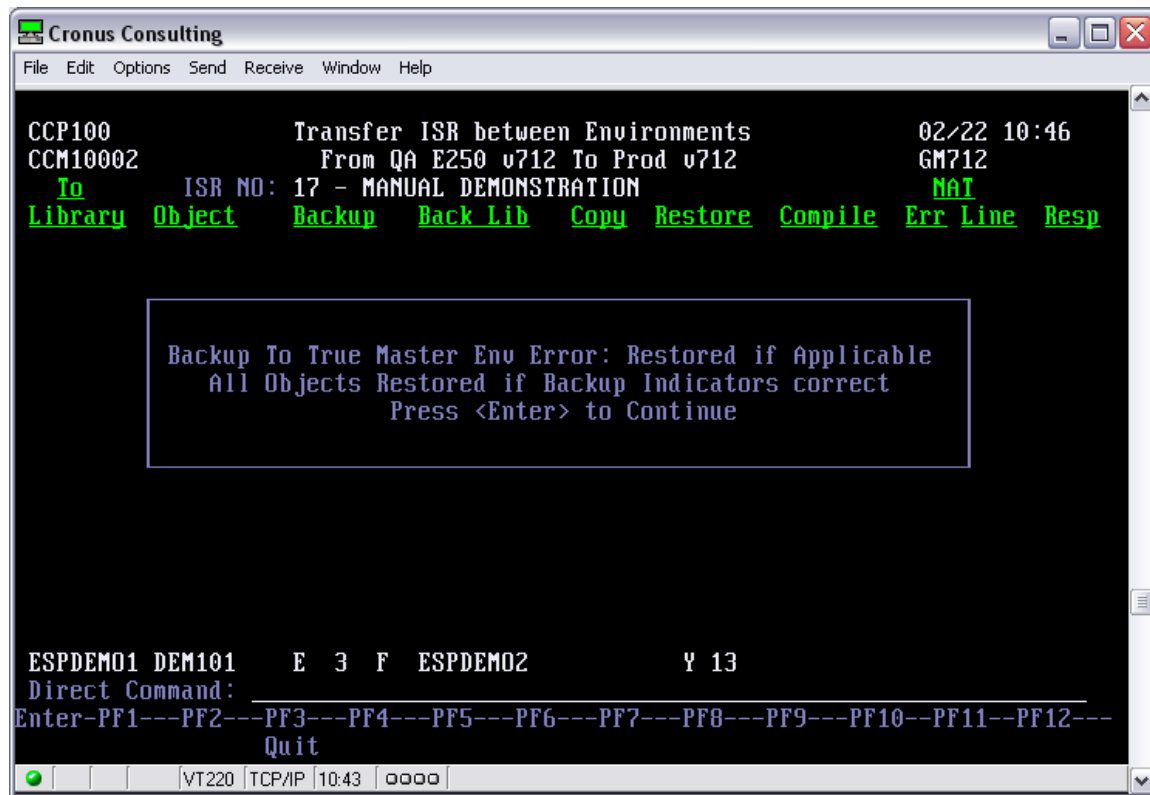 Cronus Consulting
File Edit Options Send Receive Window Help
CCP100 Transfer ISR between Environments 02/22 10:46
CCM10002 From QA E250 v712 To Prod v712 GM712
To ISR NO: 17 - MANUAL DEMONSTRATION NAT
Library Object Backup Back Lib Copy Restore Compile Err Line Resp
Backup To True Master Env Error: Restored if Applicable
All Objects Restored if Backup Indicators correct
Press <Enter> to Continue
ESPDEMO1 DEM101 E 3 F ESPDEMO2 Y 13
Direct Command:
Enter-PF1---PF2---PF3---PF4---PF5---PF6---PF7---PF8---PF9---PF10--PF11--PF12---
Quit
VT220 TCP/IP 10:43